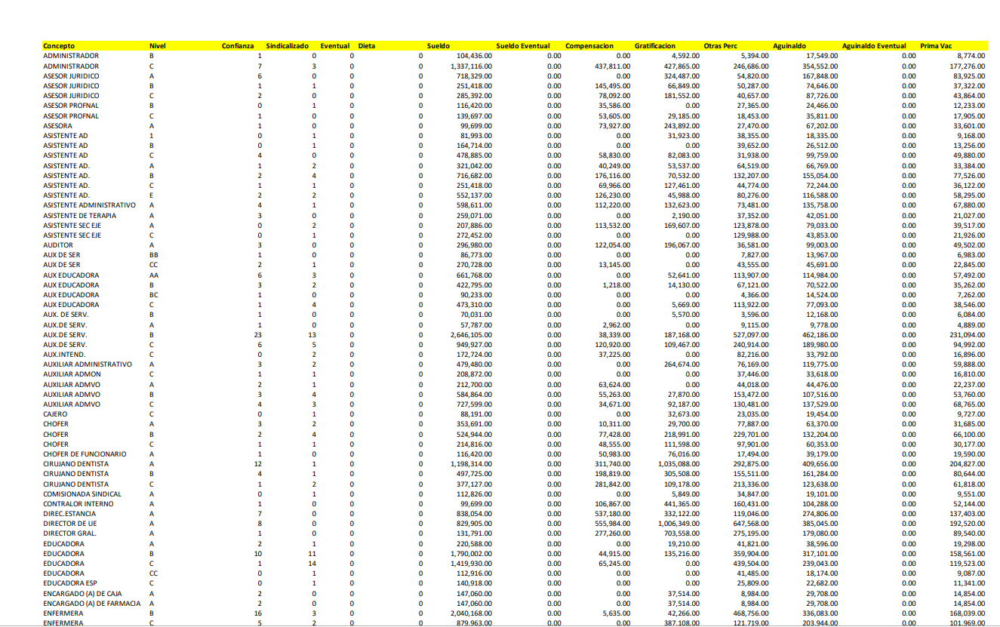 Concepto Nivel Confianza Sindicalizado Eventual Dieta Sueldo Sueldo Eventual Compensacion Gratificacion Otras Perc Aguinaldo Aguinaldo Eventual Prima Vac
ADMINISTRADOR B 1 0 0 0 104,436.00 0.00 0.00 4,592.00 5,394.00 17,549.00 0.00 8,774.00
ADMINISTRADOR C 7 3 0 0 1,337,116.00 0.00 437,811.00 427,865.00 246,686.00 354,552.00 0.00 177,276.00
ASESOR JURIDICO A 6 0 0 0 718,329.00 0.00 0.00 324,487.00 54,820.00 167,848.00 0.00 83,925.00
ASESOR JURIDICO B 1 1 0 0 251,418.00 0.00 145,495.00 66,849.00 50,287.00 74,646.00 0.00 37,322.00
ASESOR JURIDICO C 2 0 0 0 285,392.00 0.00 78,092.00 181,552.00 40,657.00 87,726.00 0.00 43,864.00
ASESOR PROFNAL B 0 1 0 0 116,420.00 0.00 35,586.00 0.00 27,365.00 24,466.00 0.00 12,233.00
ASESOR PROFNAL C 1 0 0 0 139,697.00 0.00 53,605.00 29,185.00 18,453.00 35,811.00 0.00 17,905.00
ASESORA A 1 0 0 0 99,699.00 0.00 73,927.00 243,892.00 27,470.00 67,202.00 0.00 33,601.00
ASISTENTE AD 1 0 1 0 0 81,993.00 0.00 0.00 31,923.00 38,355.00 18,335.00 0.00 9,168.00
ASISTENTE AD B 0 1 0 0 164,714.00 0.00 0.00 0.00 39,652.00 26,512.00 0.00 13,256.00
ASISTENTE AD C 4 0 0 0 478,885.00 0.00 58,830.00 82,083.00 31,938.00 99,759.00 0.00 49,880.00
ASISTENTE AD. A 1 2 0 0 321,042.00 0.00 40,249.00 53,537.00 64,519.00 66,769.00 0.00 33,384.00
ASISTENTE AD. B 2 4 0 0 716,682.00 0.00 176,116.00 70,532.00 132,207.00 155,054.00 0.00 77,526.00
ASISTENTE AD. C 1 1 0 0 251,418.00 0.00 69,966.00 127,461.00 44,774.00 72,244.00 0.00 36,122.00
ASISTENTE AD. E 2 2 0 0 552,137.00 0.00 126,230.00 45,988.00 80,276.00 116,588.00 0.00 58,295.00
ASISTENTE ADMINISTRATIVO A 4 1 0 0 598,611.00 0.00 112,220.00 132,623.00 73,481.00 135,758.00 0.00 67,880.00
ASISTENTE DE TERAPIA A 3 0 0 0 259,071.00 0.00 0.00 2,190.00 37,352.00 42,051.00 0.00 21,027.00
ASISTENTE SEC EJE A 0 2 0 0 207,886.00 0.00 113,532.00 169,607.00 123,878.00 79,033.00 0.00 39,517.00
ASISTENTE SEC EJE C 0 1 0 0 272,452.00 0.00 0.00 0.00 129,988.00 43,853.00 0.00 21,926.00
AUDITOR A 3 0 0 0 296,980.00 0.00 122,054.00 196,067.00 36,581.00 99,003.00 0.00 49,502.00
AUX DE SER BB 1 0 0 0 86,773.00 0.00 0.00 0.00 7,827.00 13,967.00 0.00 6,983.00
AUX DE SER CC 2 1 0 0 270,728.00 0.00 13,145.00 0.00 43,555.00 45,691.00 0.00 22,845.00
AUX EDUCADORA AA 6 3 0 0 661,768.00 0.00 0.00 52,641.00 113,907.00 114,984.00 0.00 57,492.00
AUX EDUCADORA B 3 2 0 0 422,795.00 0.00 1,218.00 14,130.00 67,121.00 70,522.00 0.00 35,262.00
AUX EDUCADORA BC 1 0 0 0 90,233.00 0.00 0.00 0.00 4,366.00 14,524.00 0.00 7,262.00
AUX EDUCADORA C 1 4 0 0 473,310.00 0.00 0.00 5,669.00 113,922.00 77,093.00 0.00 38,546.00
AUX. DE SERV. B 1 0 0 0 70,031.00 0.00 0.00 5,570.00 3,596.00 12,168.00 0.00 6,084.00
AUX.DE SERV. A 1 0 0 0 57,787.00 0.00 2,962.00 0.00 9,115.00 9,778.00 0.00 4,889.00
AUX.DE SERV. B 23 13 0 0 2,646,105.00 0.00 38,339.00 187,168.00 527,097.00 462,186.00 0.00 231,094.00
AUX.DE SERV. C 6 5 0 0 949,927.00 0.00 120,920.00 109,467.00 240,914.00 189,980.00 0.00 94,992.00
AUX.INTEND. C 0 2 0 0 172,724.00 0.00 37,225.00 0.00 82,216.00 33,792.00 0.00 16,896.00
AUXILIAR ADMINISTRATIVO A 3 2 0 0 479,480.00 0.00 0.00 264,674.00 76,169.00 119,775.00 0.00 59,888.00
AUXILIAR ADMON C 1 1 0 0 208,872.00 0.00 0.00 0.00 37,446.00 33,618.00 0.00 16,810.00
AUXILIAR ADMVO A 2 1 0 0 212,700.00 0.00 63,624.00 0.00 44,018.00 44,476.00 0.00 22,237.00
AUXILIAR ADMVO B 3 4 0 0 584,864.00 0.00 55,263.00 27,870.00 153,472.00 107,516.00 0.00 53,760.00
AUXILIAR ADMVO C 4 3 0 0 727,599.00 0.00 34,671.00 92,187.00 130,481.00 137,529.00 0.00 68,765.00
CAJERO C 0 1 0 0 88,191.00 0.00 0.00 32,673.00 23,035.00 19,454.00 0.00 9,727.00
CHOFER A 3 2 0 0 353,691.00 0.00 10,311.00 29,700.00 77,887.00 63,370.00 0.00 31,685.00
CHOFER B 2 4 0 0 524,944.00 0.00 77,428.00 218,991.00 229,701.00 132,204.00 0.00 66,100.00
CHOFER C 1 1 0 0 214,816.00 0.00 48,555.00 111,598.00 97,901.00 60,353.00 0.00 30,177.00
CHOFER DE FUNCIONARIO A 1 0 0 0 116,420.00 0.00 50,983.00 76,016.00 17,494.00 39,179.00 0.00 19,590.00
CIRUJANO DENTISTA A 12 1 0 0 1,198,314.00 0.00 311,740.00 1,035,088.00 292,875.00 409,656.00 0.00 204,827.00
CIRUJANO DENTISTA B 4 1 0 0 497,725.00 0.00 198,819.00 305,508.00 155,511.00 161,284.00 0.00 80,644.00
CIRUJANO DENTISTA C 1 2 0 0 377,127.00 0.00 281,842.00 109,178.00 213,336.00 123,638.00 0.00 61,818.00
COMISIONADA SINDICAL A 0 1 0 0 112,826.00 0.00 0.00 5,849.00 34,847.00 19,101.00 0.00 9,551.00
CONTRALOR INTERNO A 1 0 0 0 99,699.00 0.00 106,867.00 441,365.00 160,431.00 104,288.00 0.00 52,144.00
DIREC.ESTANCIA A 7 0 0 0 838,054.00 0.00 537,180.00 332,122.00 119,046.00 274,806.00 0.00 137,403.00
DIRECTOR DE UE A 8 0 0 0 829,905.00 0.00 555,984.00 1,006,349.00 647,568.00 385,045.00 0.00 192,520.00
DIRECTOR GRAL. A 1 0 0 0 131,791.00 0.00 277,260.00 703,558.00 275,195.00 179,080.00 0.00 89,540.00
EDUCADORA A 2 1 0 0 220,588.00 0.00 0.00 19,210.00 41,821.00 38,596.00 0.00 19,298.00
EDUCADORA B 10 11 0 0 1,790,002.00 0.00 44,915.00 135,216.00 359,904.00 317,101.00 0.00 158,561.00
EDUCADORA C 1 14 0 0 1,419,930.00 0.00 65,245.00 0.00 439,504.00 239,043.00 0.00 119,523.00
EDUCADORA CC 0 1 0 0 112,916.00 0.00 0.00 0.00 41,485.00 18,174.00 0.00 9,087.00
EDUCADORA ESP C 0 1 0 0 140,918.00 0.00 0.00 0.00 25,809.00 22,682.00 0.00 11,341.00
ENCARGADO (A) DE CAJA A 2 0 0 0 147,060.00 0.00 0.00 37,514.00 8,984.00 29,708.00 0.00 14,854.00
ENCARGADO (A) DE FARMACIA A 2 0 0 0 147,060.00 0.00 0.00 37,514.00 8,984.00 29,708.00 0.00 14,854.00
ENFERMERA B 16 3 0 0 2,040,168.00 0.00 5,635.00 42,266.00 468,756.00 336,083.00 0.00 168,039.00
ENFERMERA C 5 2 0 0 879,963.00 0.00 0.00 387,108.00 121,719.00 203,944.00 0.00 101,969.00